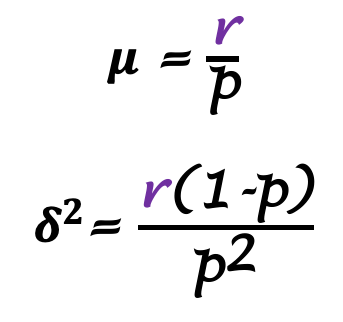 μ = r/p
δ² = r(1-p)/p²